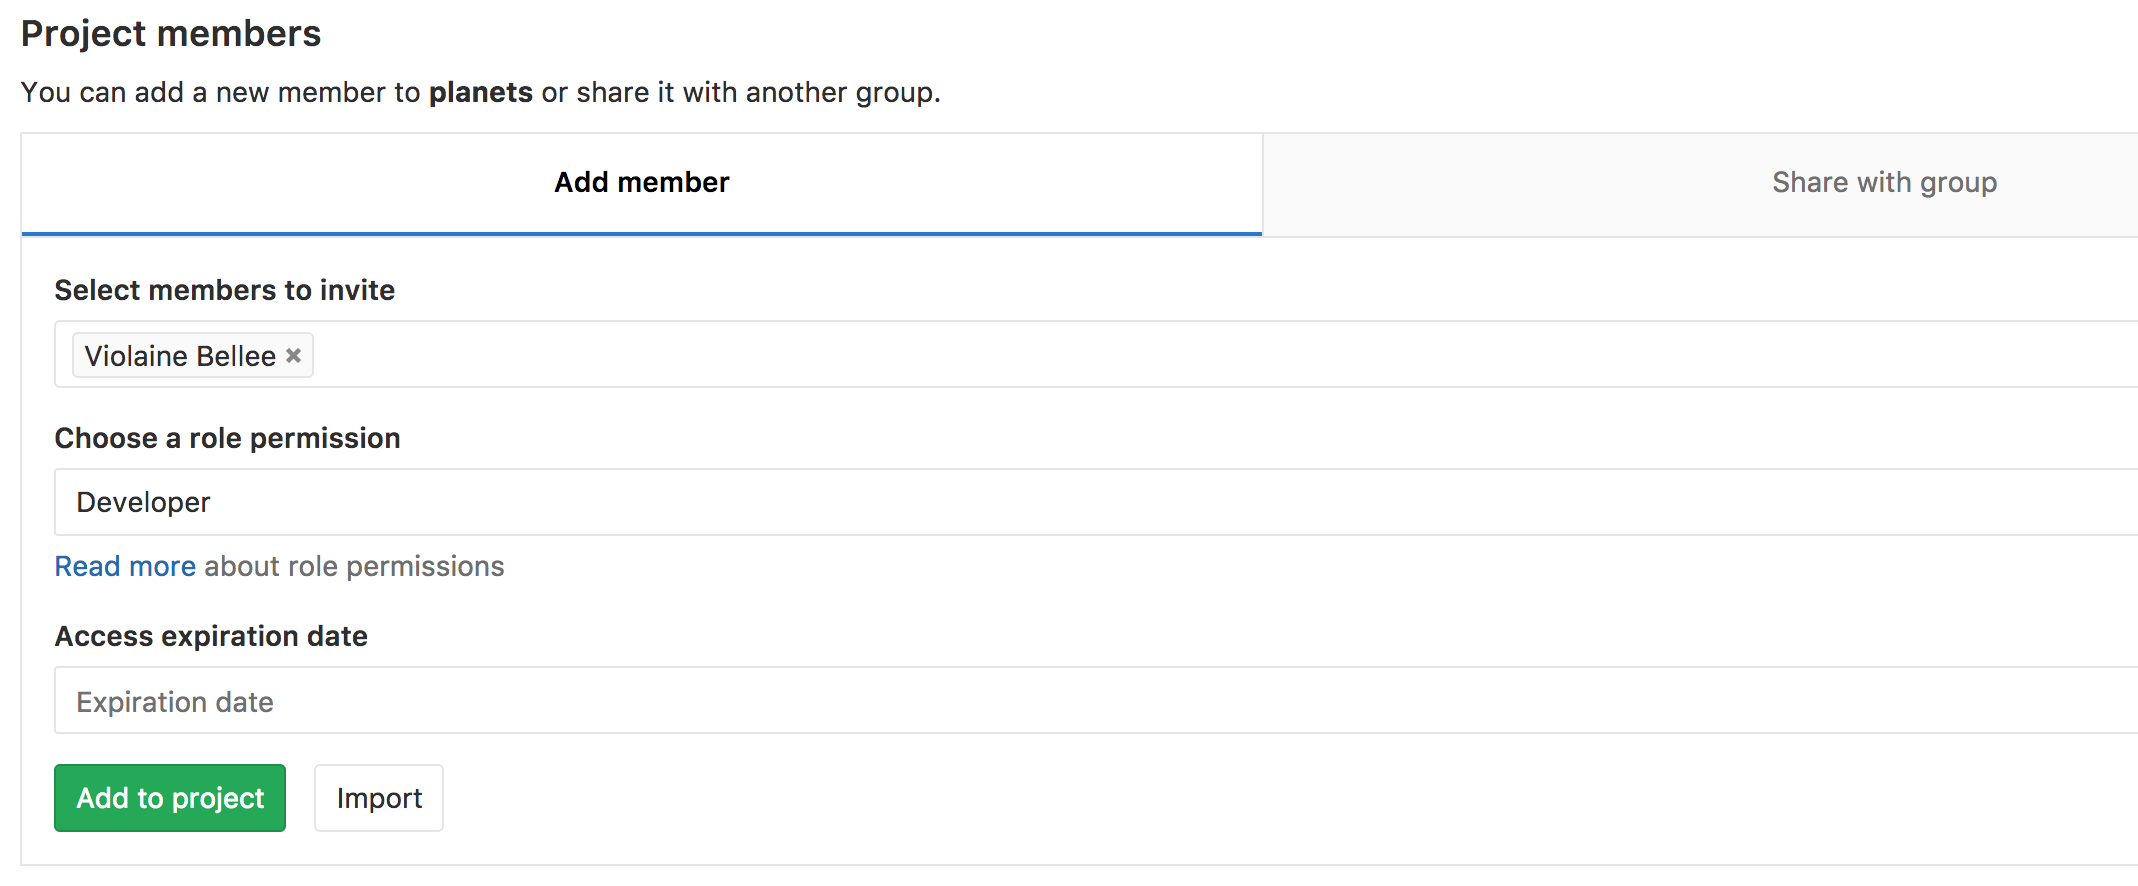 Project members
You can add a new member to planets or share it with another group.
Add member
Share with group
Select members to invite
Violaine Bellee ×
Choose a role permission
Developer
Read more about role permissions
Access expiration date
Expiration date
Add to project
Import